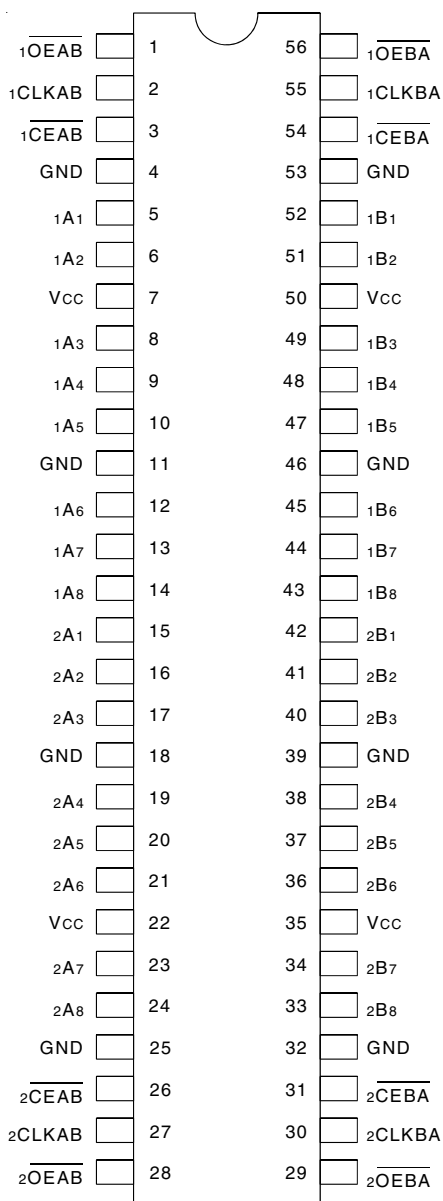 1OEAB 1 56 1OEBA
1CLKAB 2 55 1CLKBA
1CEAB 3 54 1CEBA
GND 4 53 GND
1A1 5 52 1B1
1A2 6 51 1B2
VCC 7 50 VCC
1A3 8 49 1B3
1A4 9 48 1B4
1A5 10 47 1B5
GND 11 46 GND
1A6 12 45 1B6
1A7 13 44 1B7
1A8 14 43 1B8
2A1 15 42 2B1
2A2 16 41 2B2
2A3 17 40 2B3
GND 18 39 GND
2A4 19 38 2B4
2A5 20 37 2B5
2A6 21 36 2B6
VCC 22 35 VCC
2A7 23 34 2B7
2A8 24 33 2B8
GND 25 32 GND
2CEAB 26 31 2CEBA
2CLKAB 27 30 2CLKBA
2OEAB 28 29 2OEBA